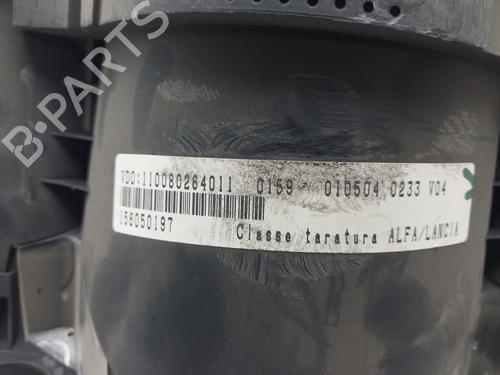 B-PARTS
VDO:110080264011 0159 010504 0233 V04
156050197
Classe taratura ALFA/LANCIA